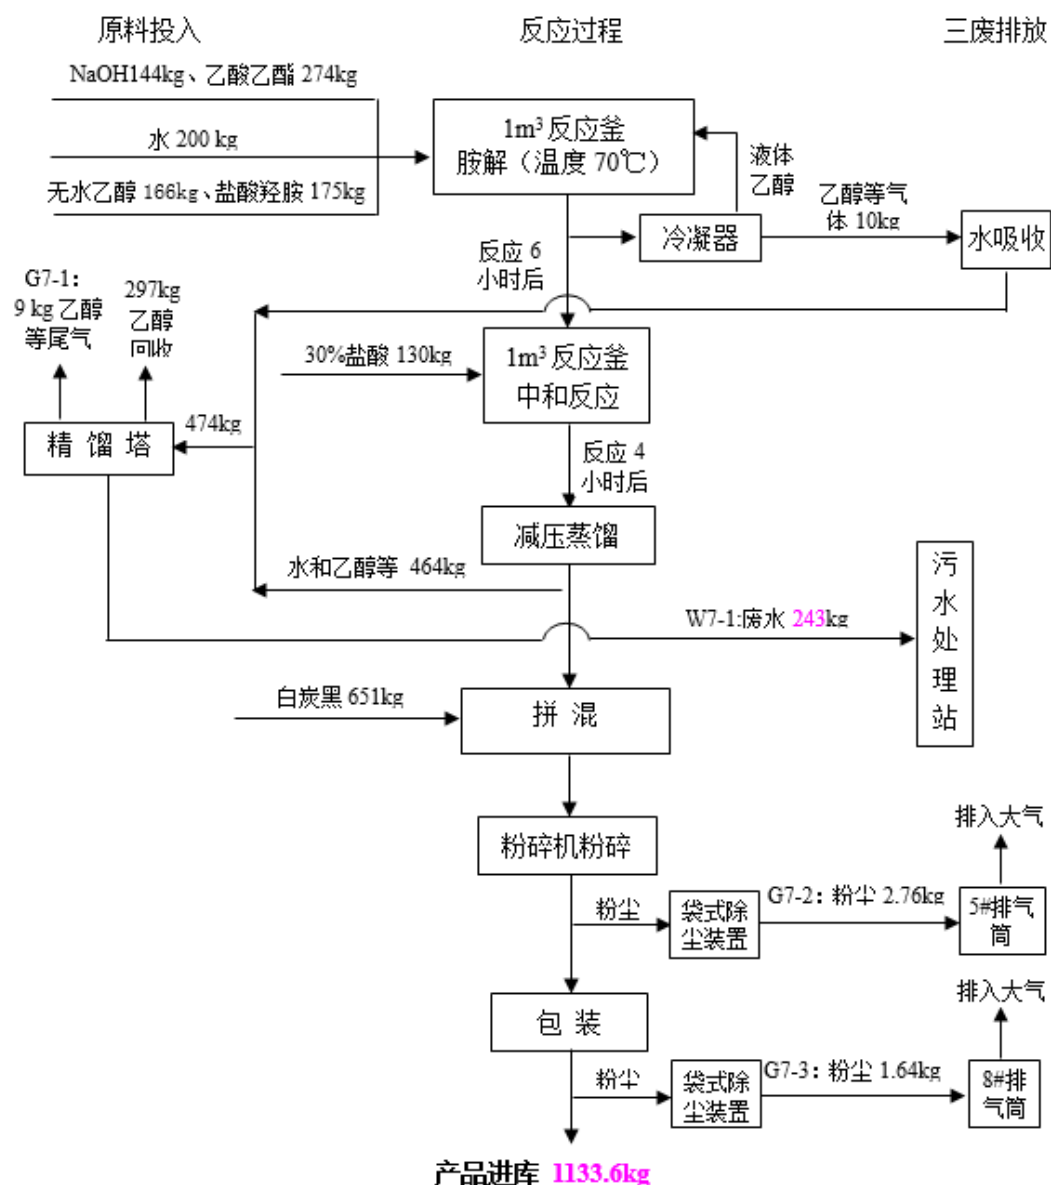 原料投入
反应过程
三废排放
NaOH144kg、乙酸乙酯 274kg
水 200 kg
无水乙醇 166kg、盐酸羟胺 175kg
1m³ 反应釜
胺解（温度 70℃）
液体
乙醇
乙醇等气
体 10kg
冷凝器
水吸收
反应 6
小时后
G7-1：
9 kg 乙醇
等尾气
297kg
乙醇
回收
30%盐酸 130kg
1m³ 反应釜
中和反应
精 馏 塔
474kg
反应 4
小时后
减压蒸馏
水和乙醇等 464kg
W7-1:废水 243kg
污
水
处
理
站
白炭黑 651kg
拼 混
粉碎机粉碎
排入大气
粉尘
袋式除
尘装置
G7-2：粉尘 2.76kg
5#排气
筒
包 装
排入大气
粉尘
袋式除
尘装置
G7-3：粉尘 1.64kg
8#排
气筒
产品进库 1133.6kg